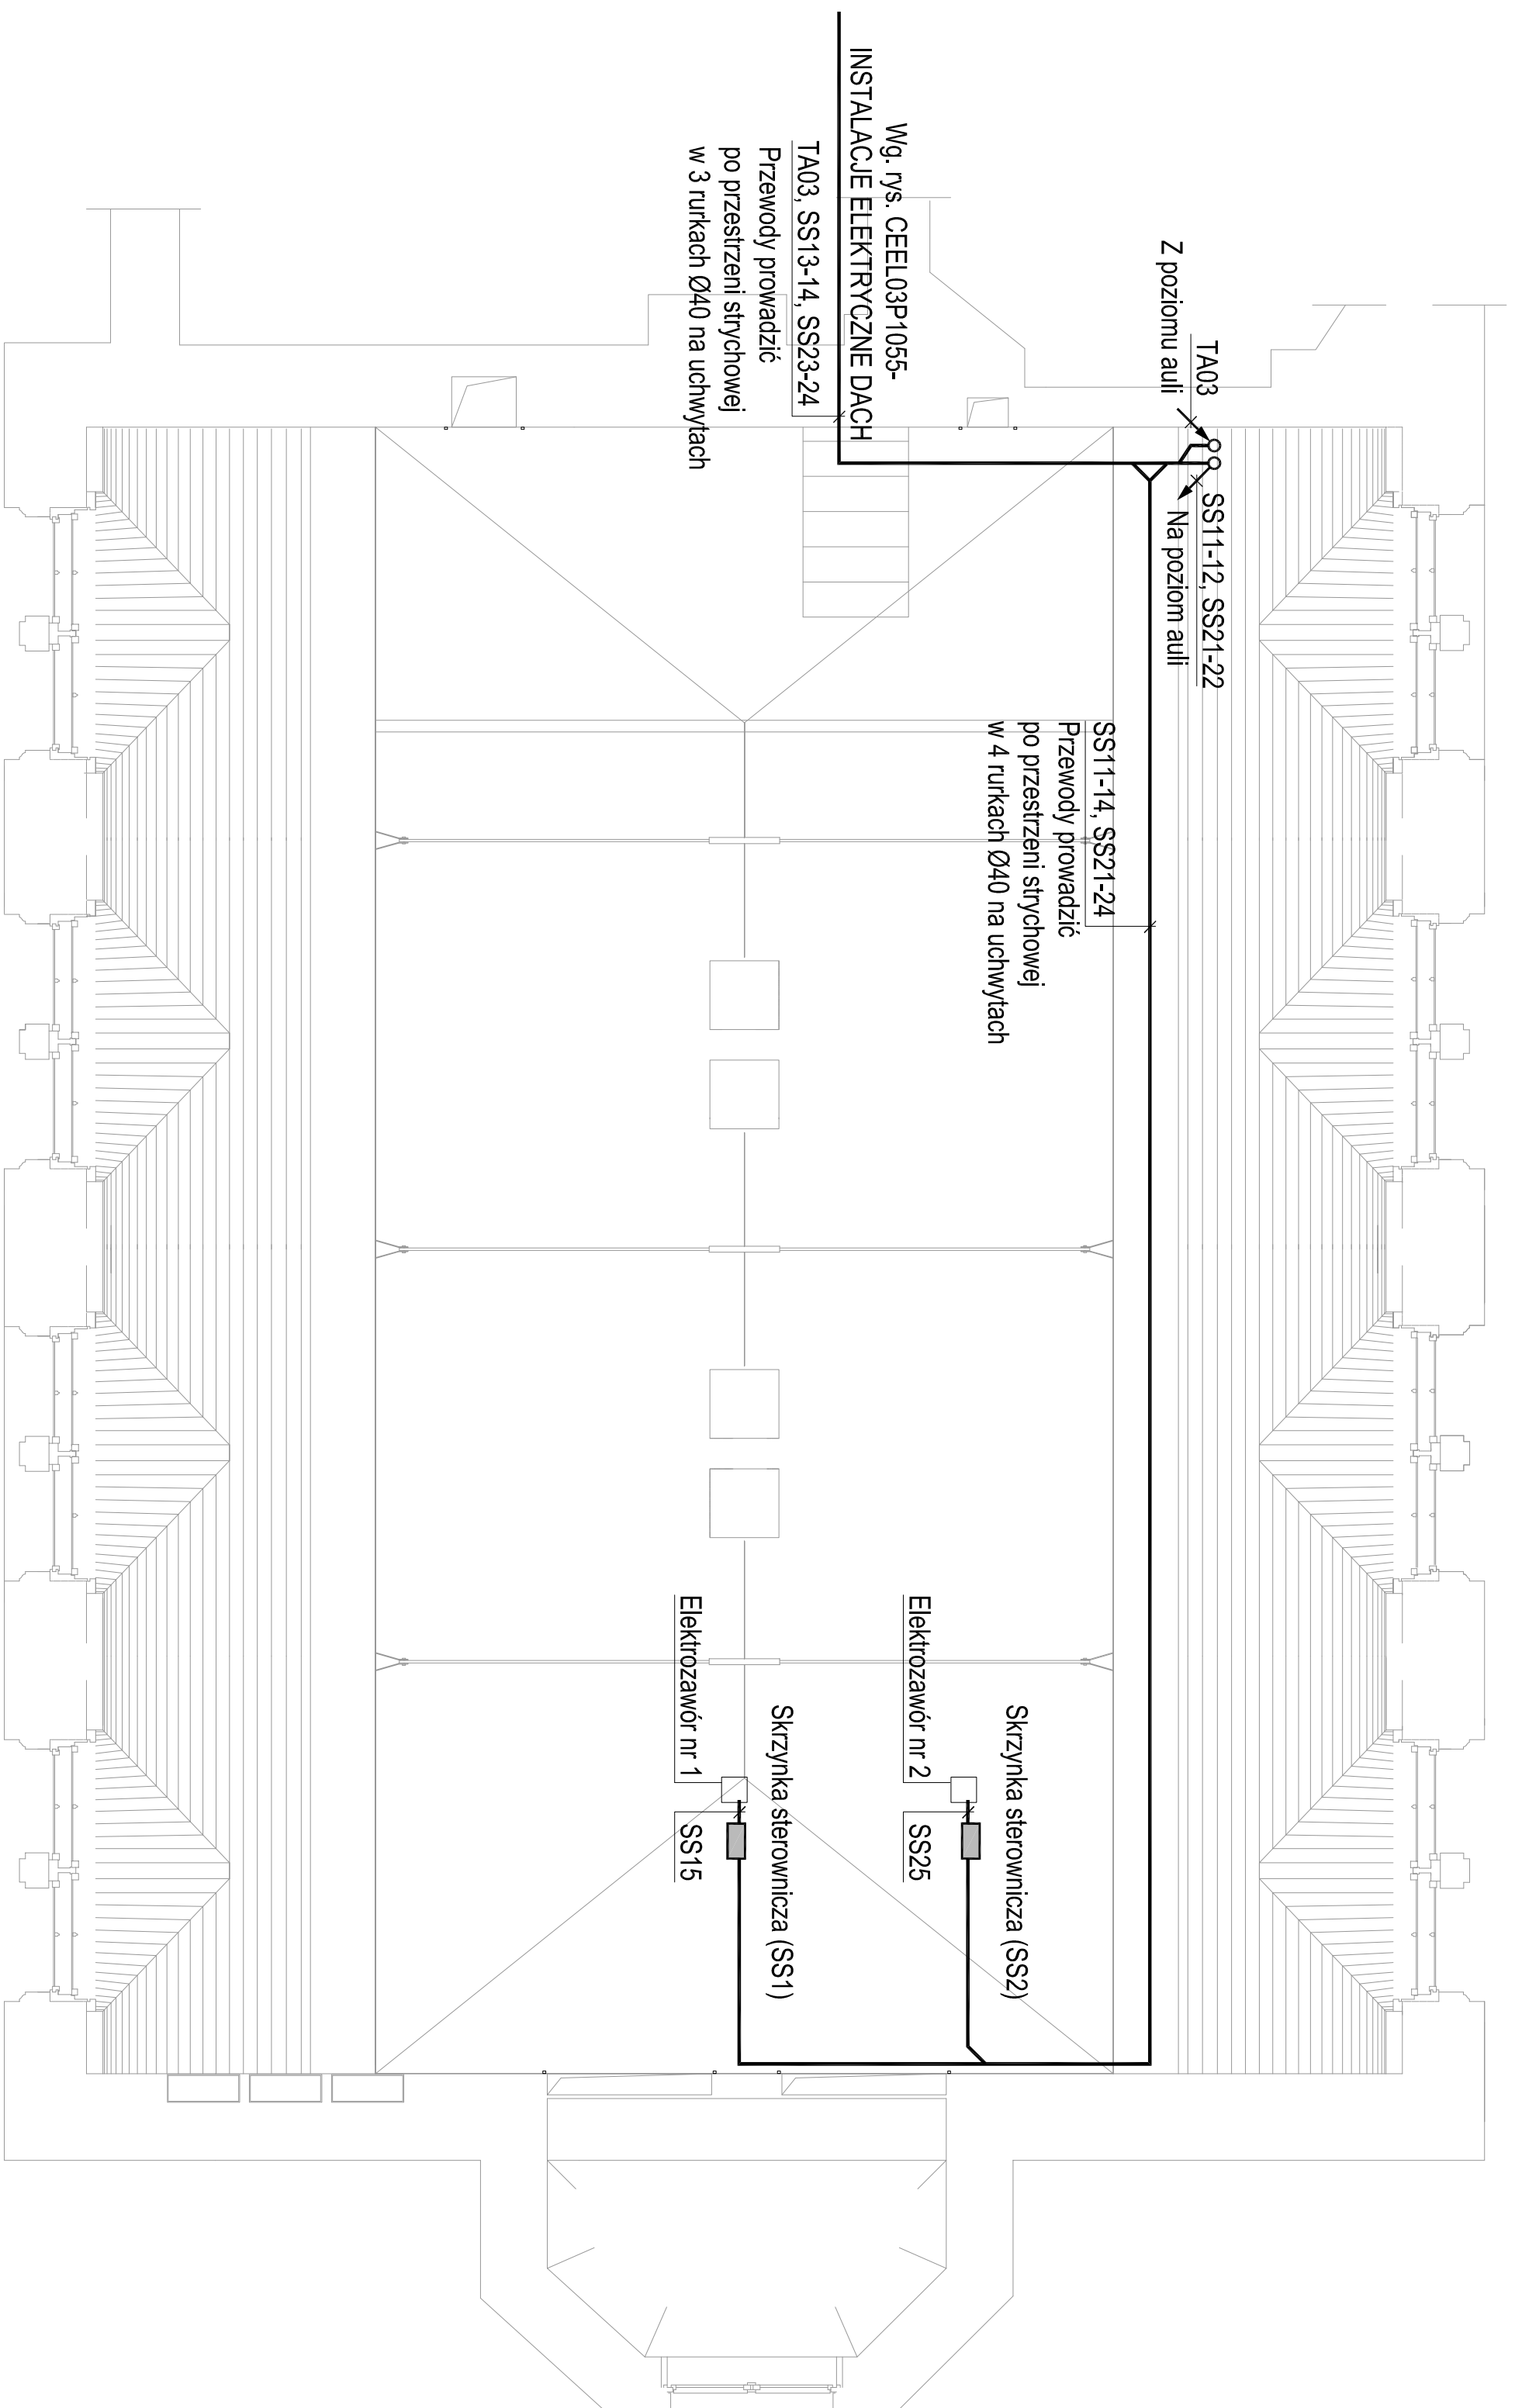 Wg. rys. CEEL03P1055-
INSTALACJE ELEKTRYCZNE DACH
TA03, SS13-14, SS23-24
Przewody prowadzić
po przestrzeni strychowej
w 3 rurkach Ø40 na uchwytach
TA03
Z poziomu auli
SS11-12, SS21-22
Na poziom auli
SS11-14, SS21-24
Przewody prowadzić
po przestrzeni strychowej
w 4 rurkach Ø40 na uchwytach
Skrzynka sterownicza (SS2)
Elektrozawór nr 2
SS25
Skrzynka sterownicza (SS1)
Elektrozawór nr 1
SS15